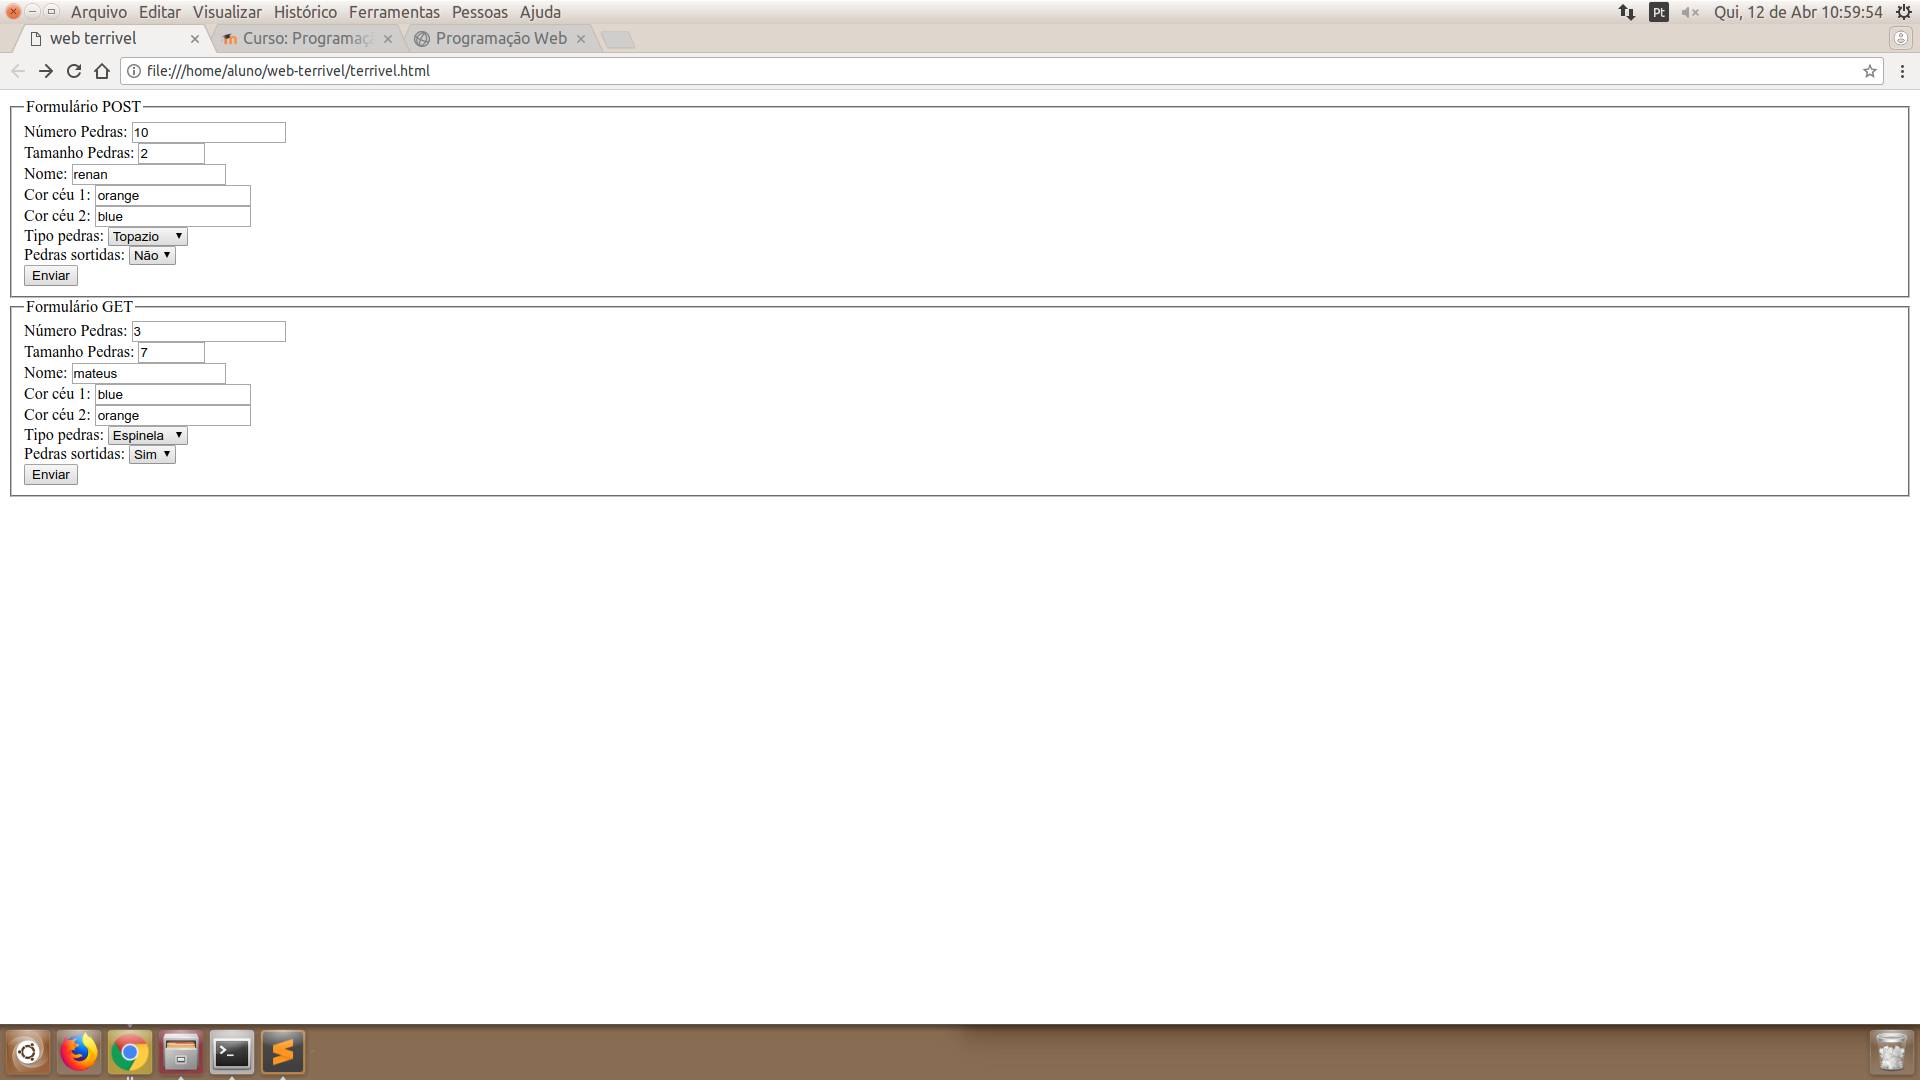 Arquivo Editar Visualizar Histórico Ferramentas Pessoas Ajuda Pt Qui, 12 de Abr 10:59:54
web terrivel Curso: Programaç Programação Web
file:///home/aluno/web-terrivel/terrivel.html
Formulário POST
Número Pedras: 10
Tamanho Pedras: 2
Nome: renan
Cor céu 1: orange
Cor céu 2: blue
Tipo pedras: Topazio
Pedras sortidas: Não
Enviar
Formulário GET
Número Pedras: 3
Tamanho Pedras: 7
Nome: mateus
Cor céu 1: blue
Cor céu 2: orange
Tipo pedras: Espinela
Pedras sortidas: Sim
Enviar